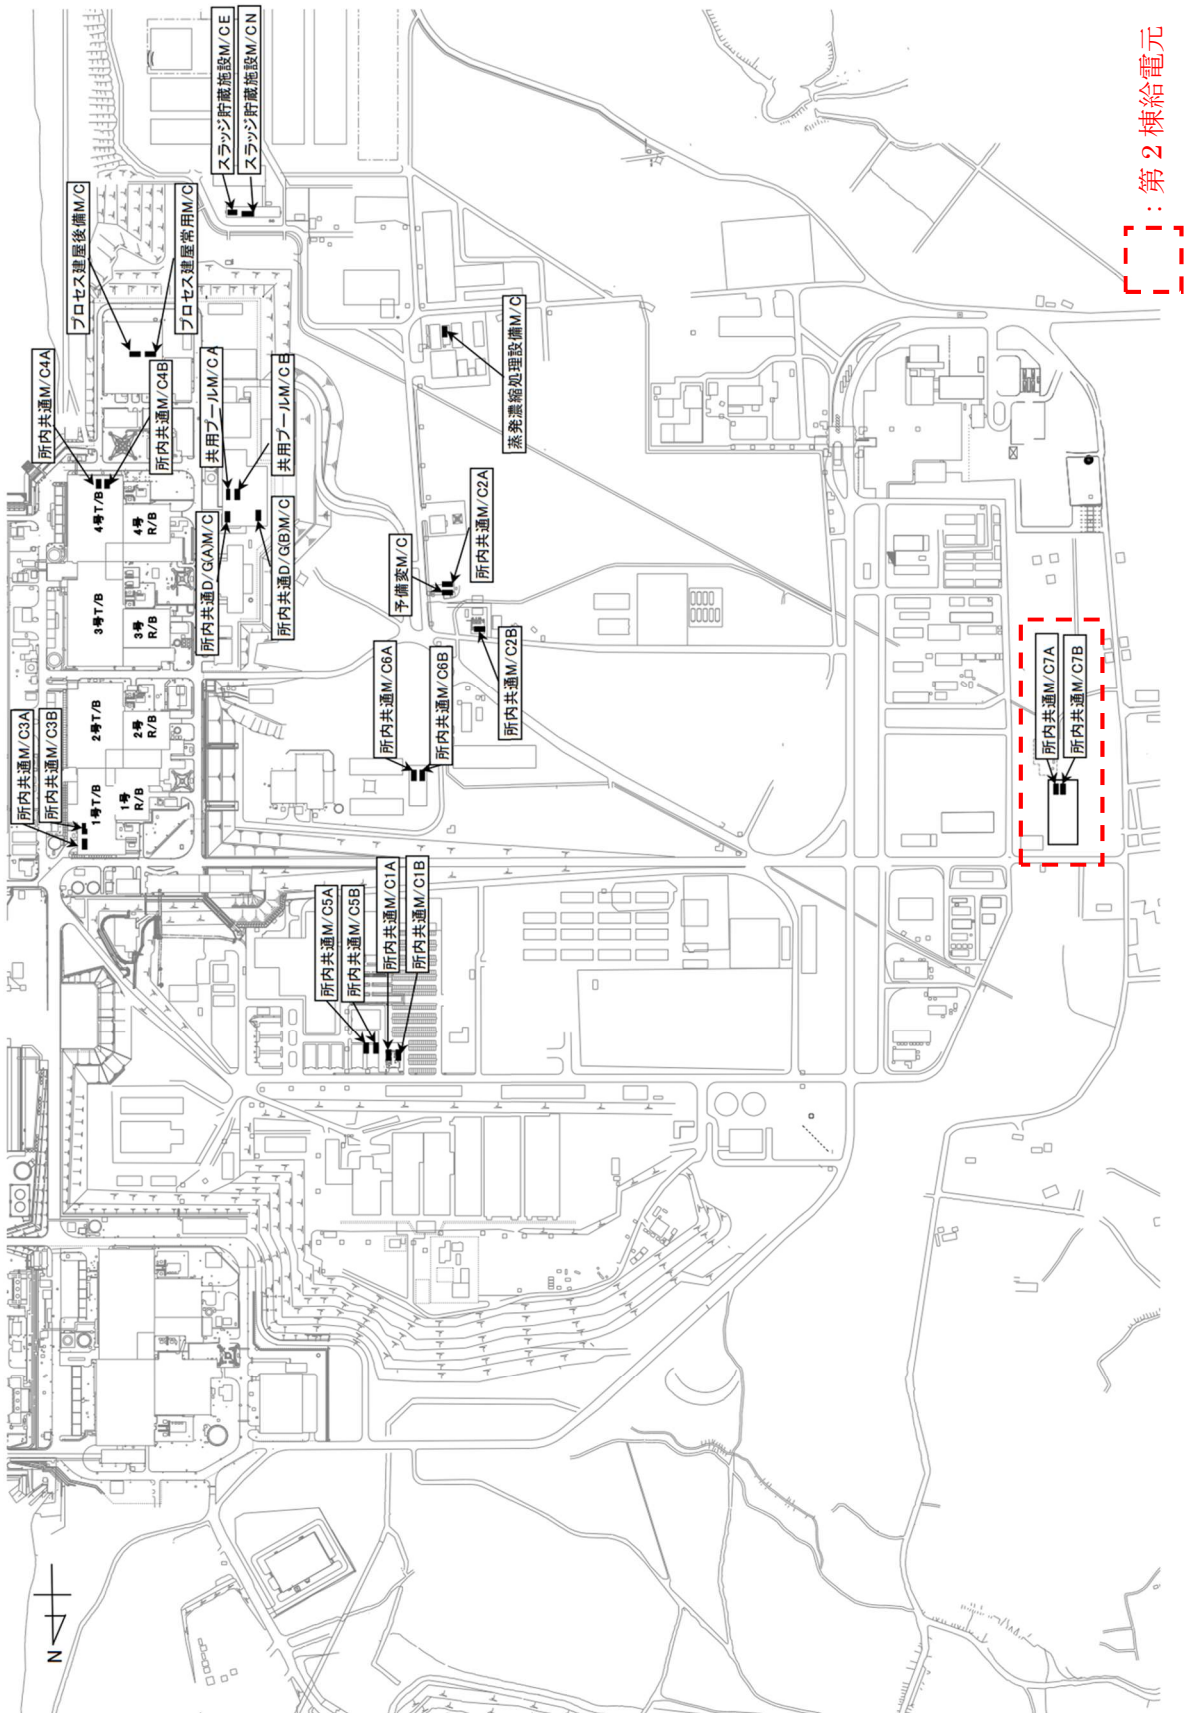 スラッジ貯蔵施設M/CE
スラッジ貯蔵施設M/CN
プロセス建屋後備M/C
プロセス建屋常用M/C
所内共通M/C4A
所内共通M/C4B
共用プールM/CA
共用プールM/CB
所内共通D/G(A)M/C
所内共通D/G(B)M/C
蒸発濃縮処理設備M/C
予備変M/C
所内共通M/C2A
所内共通M/C2B
所内共通M/C6A
所内共通M/C6B
所内共通M/C3A
所内共通M/C3B
4号T/B
4号
R/B
3号T/B
3号
R/B
2号T/B
2号
R/B
1号T/B
1号
R/B
所内共通M/C5A
所内共通M/C5B
所内共通M/C1A
所内共通M/C1B
所内共通M/C7A
所内共通M/C7B
：第２棟給電元
N